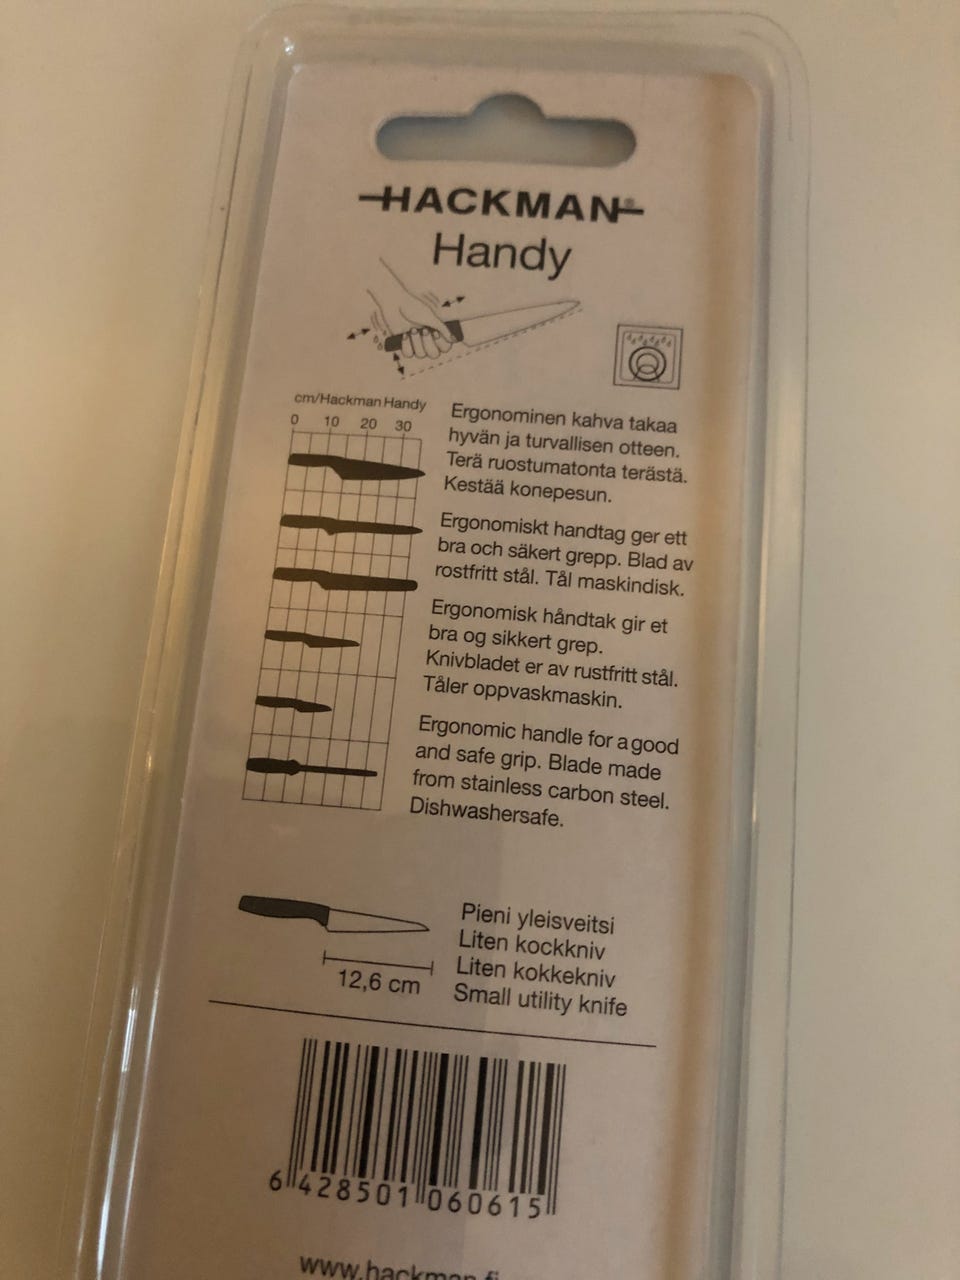 HACKMAN®
Handy
cm/Hackman Handy
0 10 20 30
Ergonominen kahva takaa
hyvän ja turvallisen otteen.
Terä ruostumatonta terästä.
Kestää konepesun.
Ergonomiskt handtag ger ett
bra och säkert grepp. Blad av
rostfritt stål. Tål maskindisk.
Ergonomisk håndtak gir et
bra og sikkert grep.
Knivbladet er av rustfritt stål.
Tåler oppvaskmaskin.
Ergonomic handle for a good
and safe grip. Blade made
from stainless carbon steel.
Dishwashersafe.
12,6 cm
Pieni yleisveitsi
Liten kockkniv
Liten kokkekniv
Small utility knife
6 428501 060615
www.hackman.fi